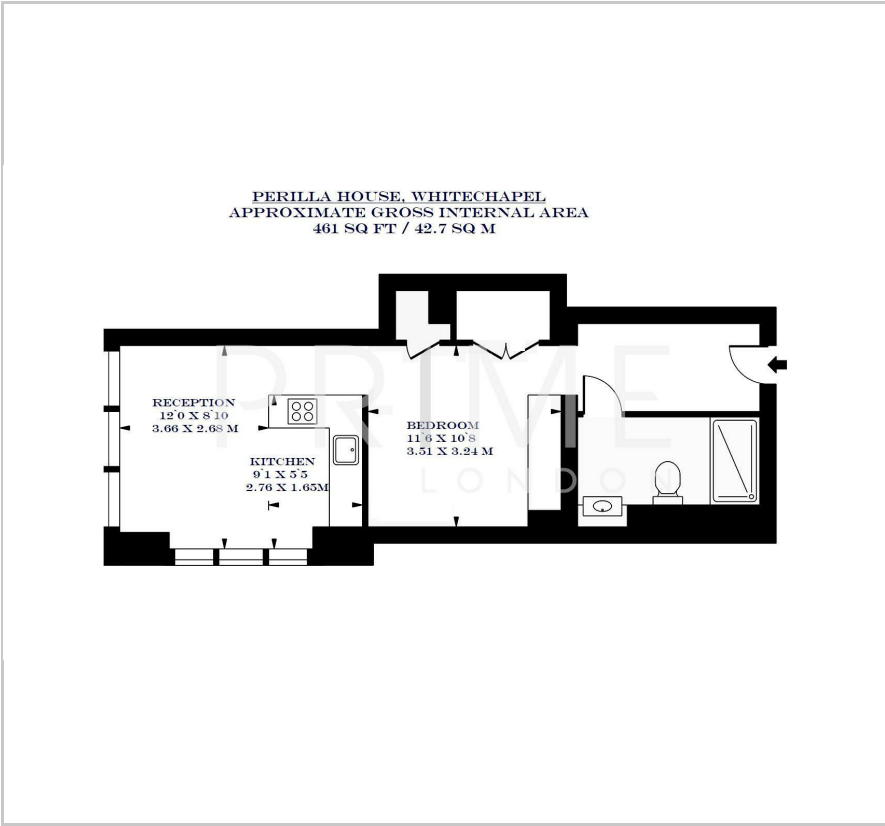 PERILLA HOUSE, WHITECHAPEL
APPROXIMATE GROSS INTERNAL AREA
461 SQ FT / 42.7 SQ M
PRIME
LONDON
RECEPTION
12`0 X 8`10
3.66 X 2.68 M
KITCHEN
9`1 X 5`5
2.76 X 1.65M
BEDROOM
11`6 X 10`8
3.51 X 3.24 M